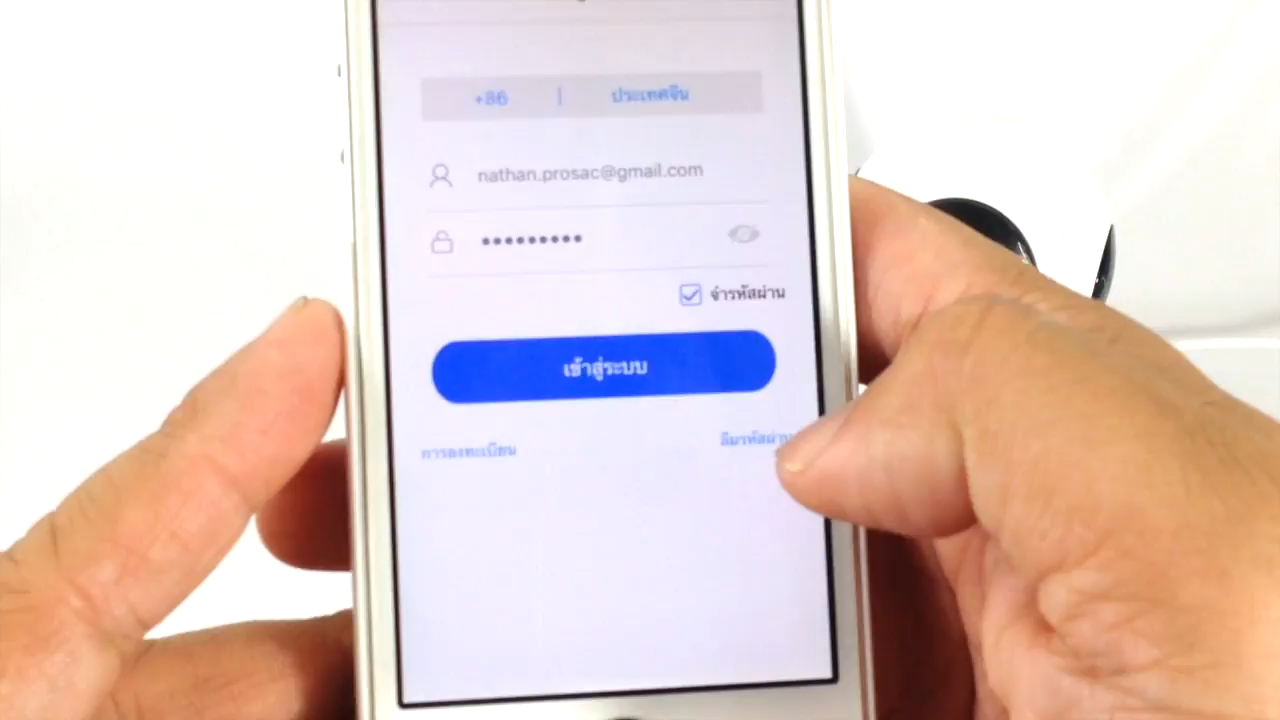 +86 | ประเทศจีน
nathan.prosac@gmail.com
•••••••••
จำรหัสผ่าน
เข้าสู่ระบบ
การลงทะเบียน ลืมรหัสผ่าน